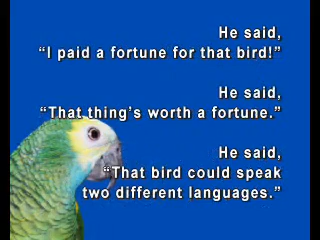 He said,
“I paid a fortune for that bird!”
He said,
“That thing’s worth a fortune.”
He said,
“That bird could speak
two different languages.”